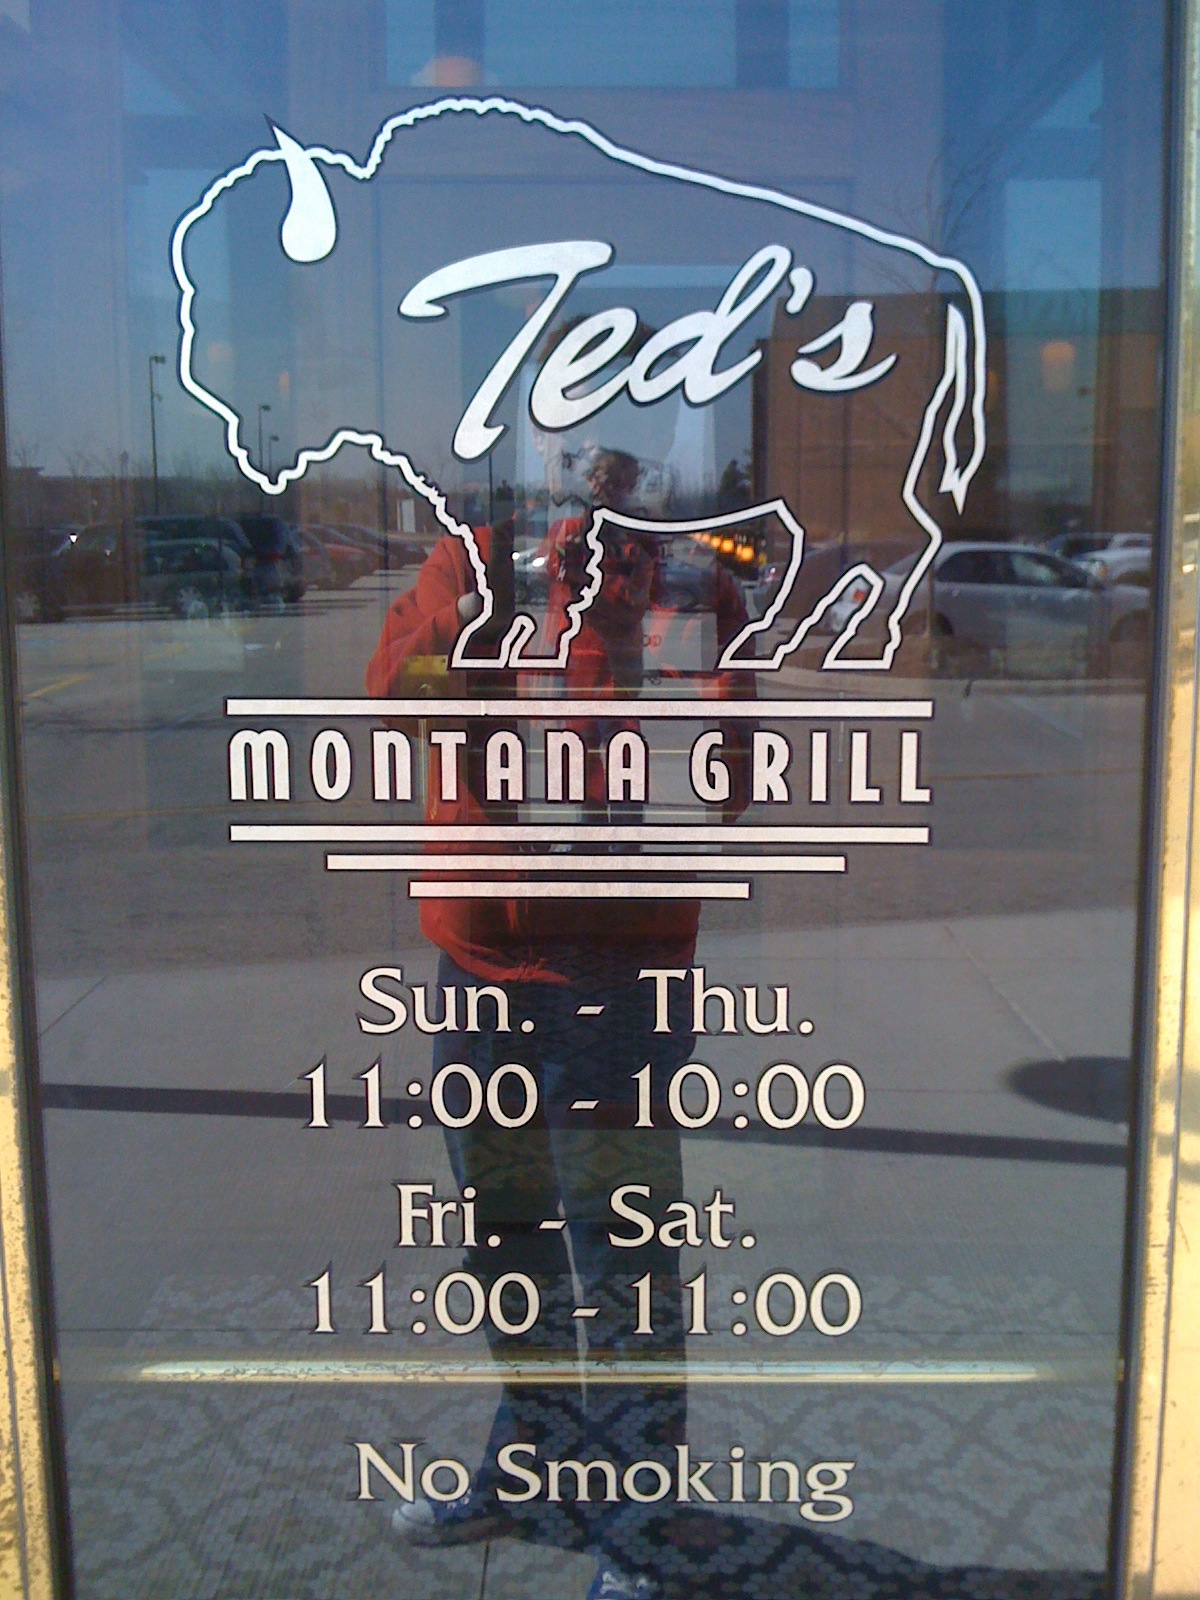 Ted's
MONTANA GRILL
Sun. - Thu.
11:00 - 10:00
Fri. - Sat.
11:00 - 11:00
No Smoking